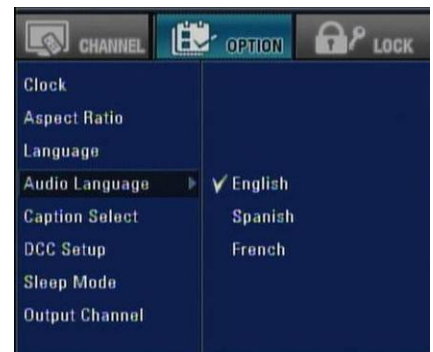 CHANNEL OPTION LOCK
Clock
Aspect Ratio
Language
Audio Language English
Caption Select Spanish
DCC Setup French
Sleep Mode
Output Channel